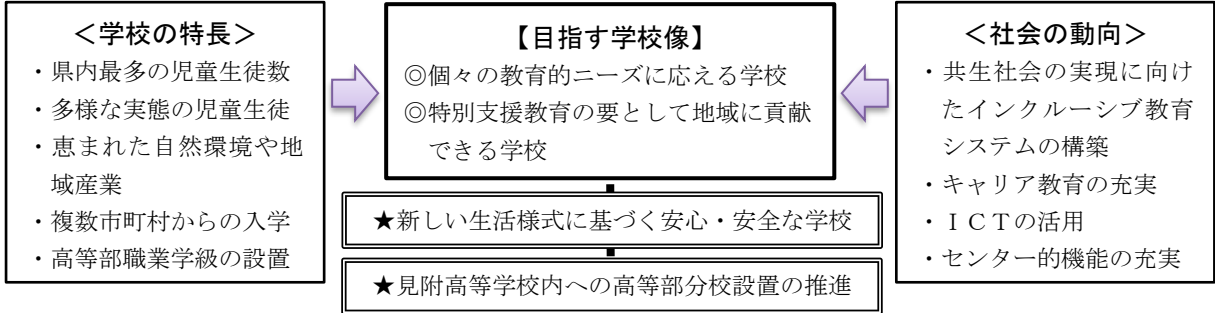 ＜学校の特長＞
・県内最多の児童生徒数
・多様な実態の児童生徒
・恵まれた自然環境や地
域産業
・複数市町村からの入学
・高等部職業学級の設置
【目指す学校像】
◎個々の教育的ニーズに応える学校
◎特別支援教育の要として地域に貢献
できる学校
★新しい生活様式に基づく安心・安全な学校
★見附高等学校内への高等部分校設置の推進
＜社会の動向＞
・共生社会の実現に向け
たインクルーシブ教育
システムの構築
・キャリア教育の充実
・ＩＣＴの活用
・センター的機能の充実